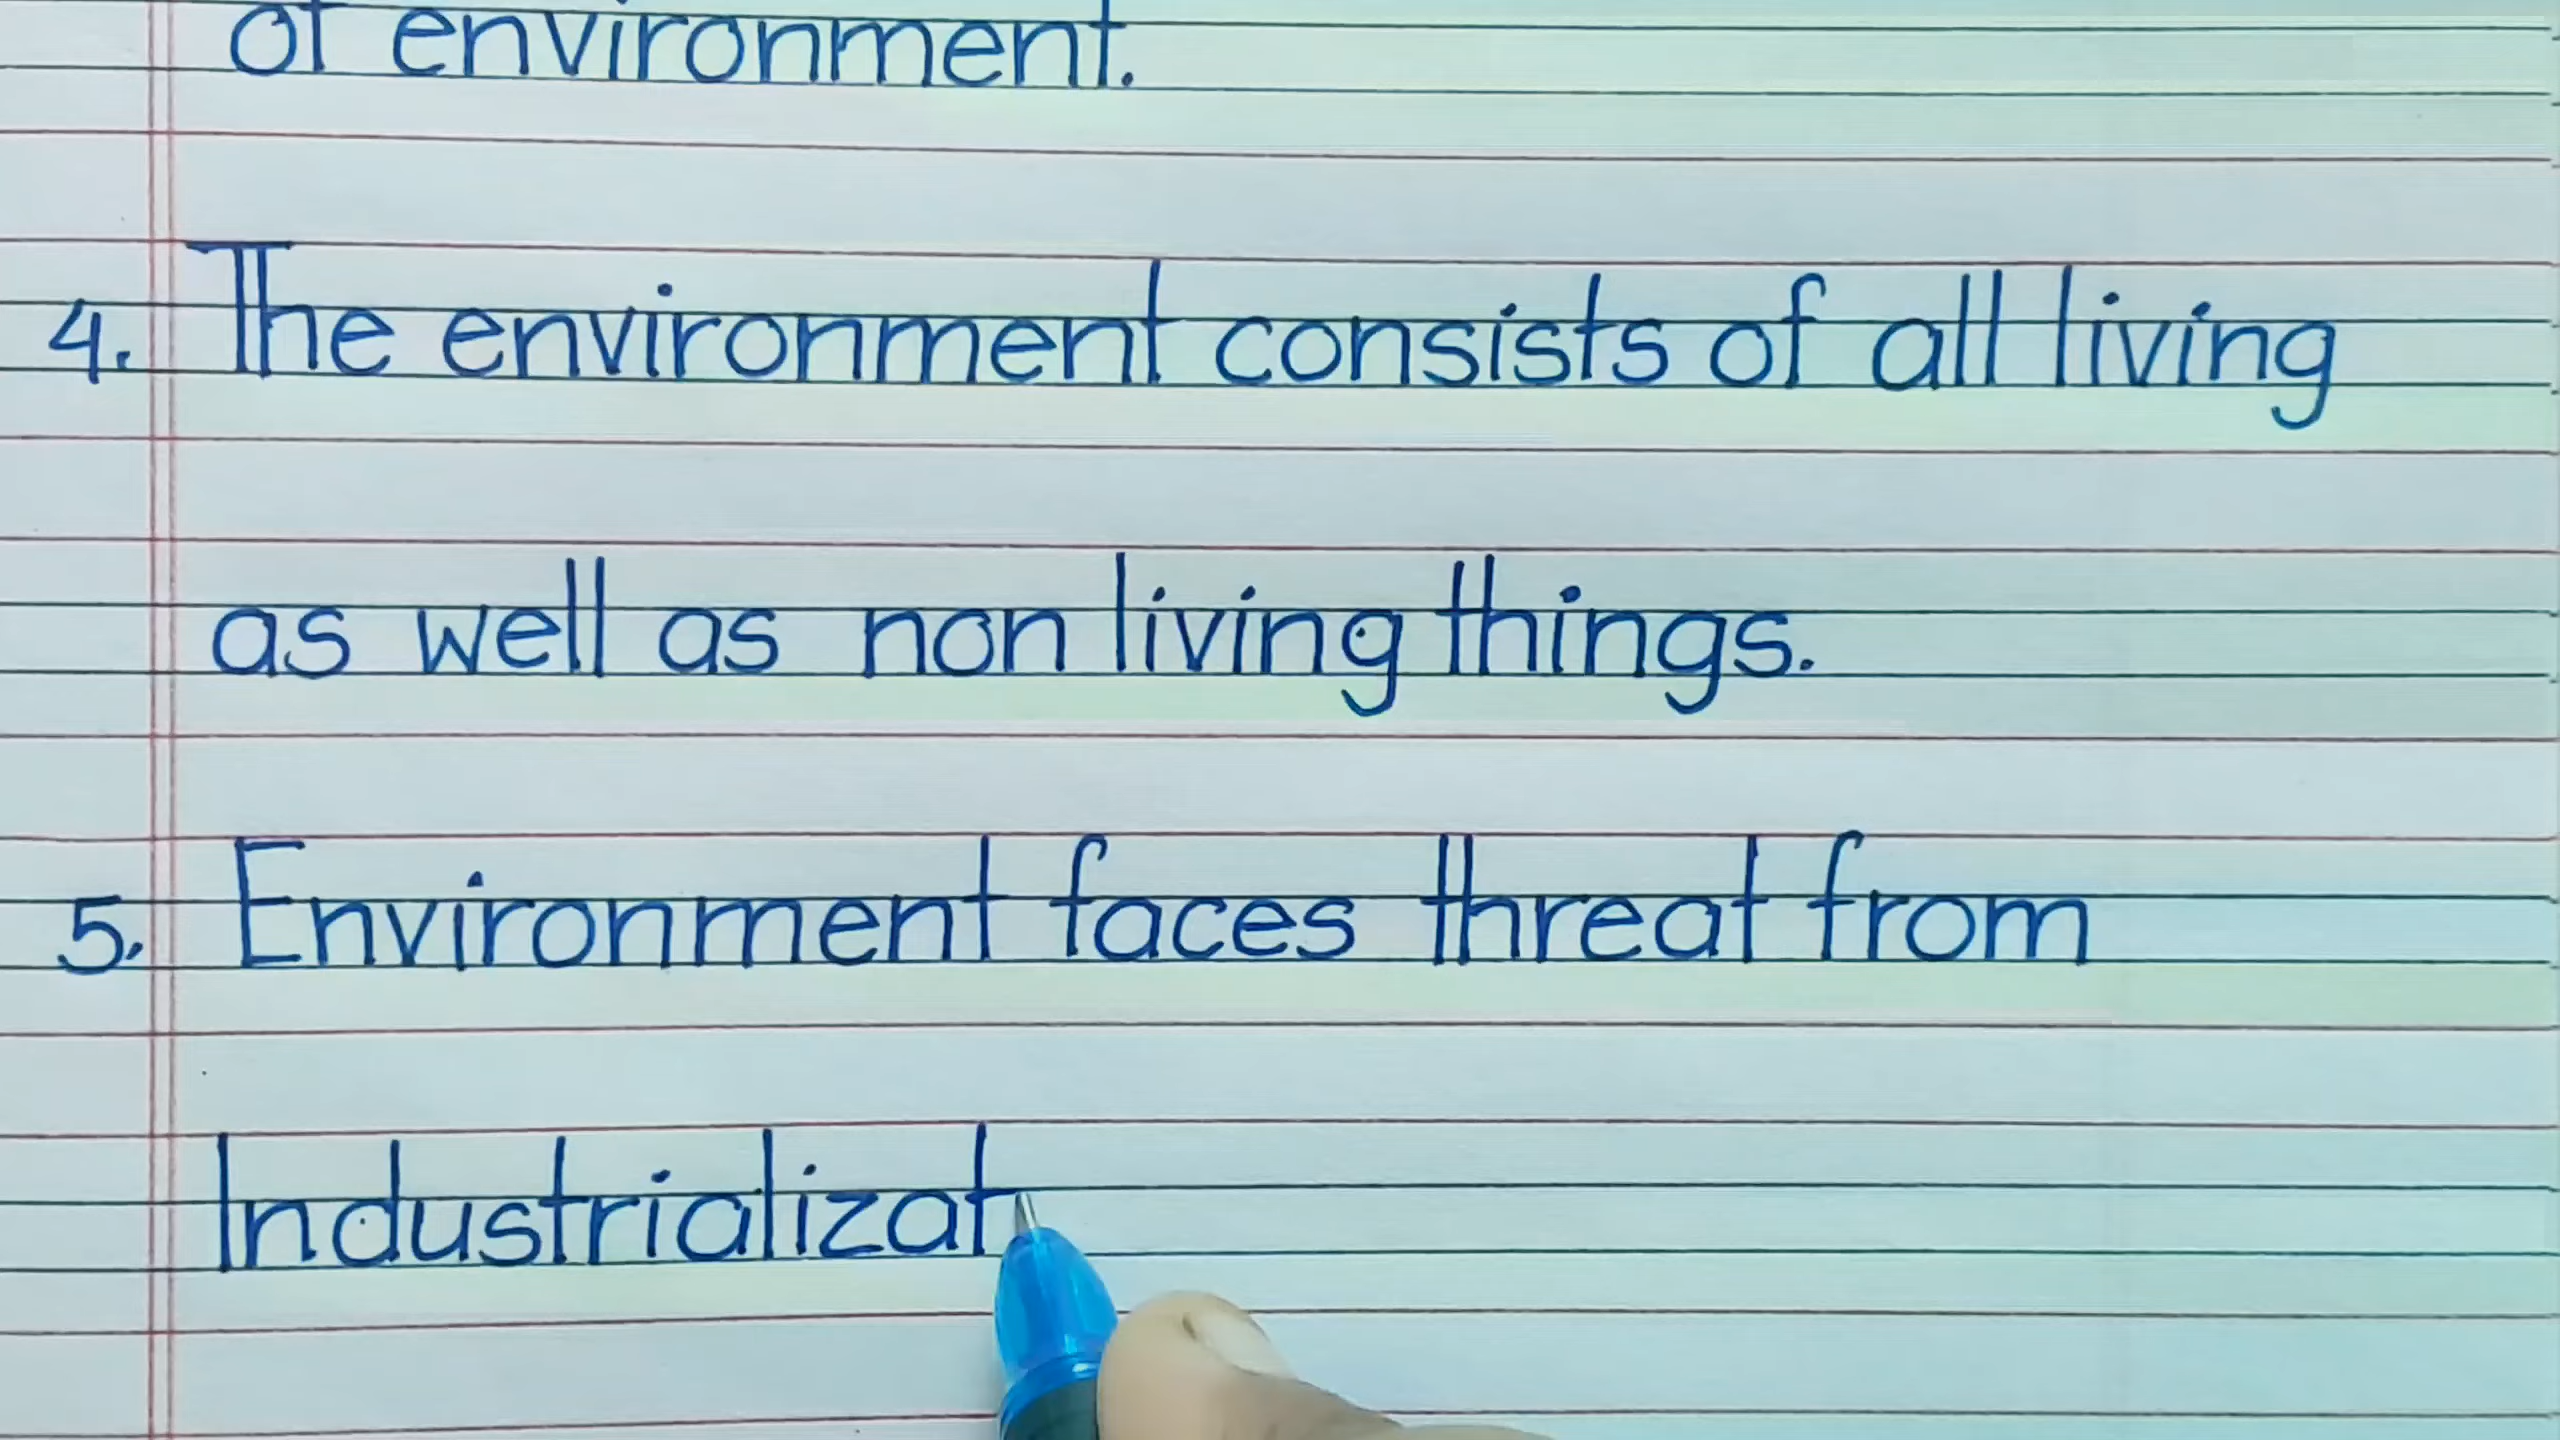 of environment.
4. The environment consists of all living
as well as non living things.
5. Environment faces threat from
Industrializat